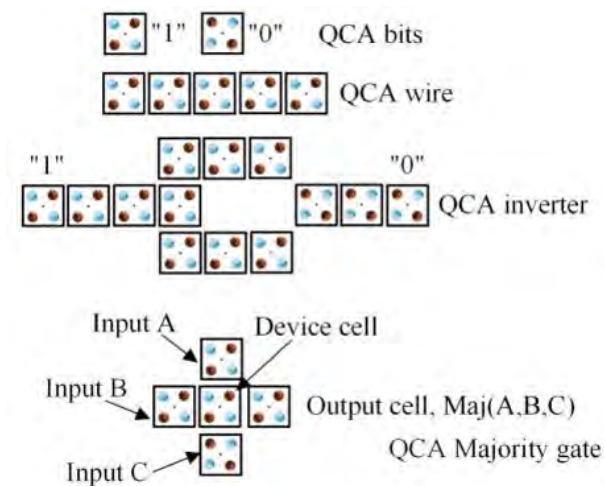 "1" "0" QCA bits
QCA wire
"1" "0"
QCA inverter
Input A
Device cell
Input B
Output cell, Maj(A,B,C)
QCA Majority gate
Input C